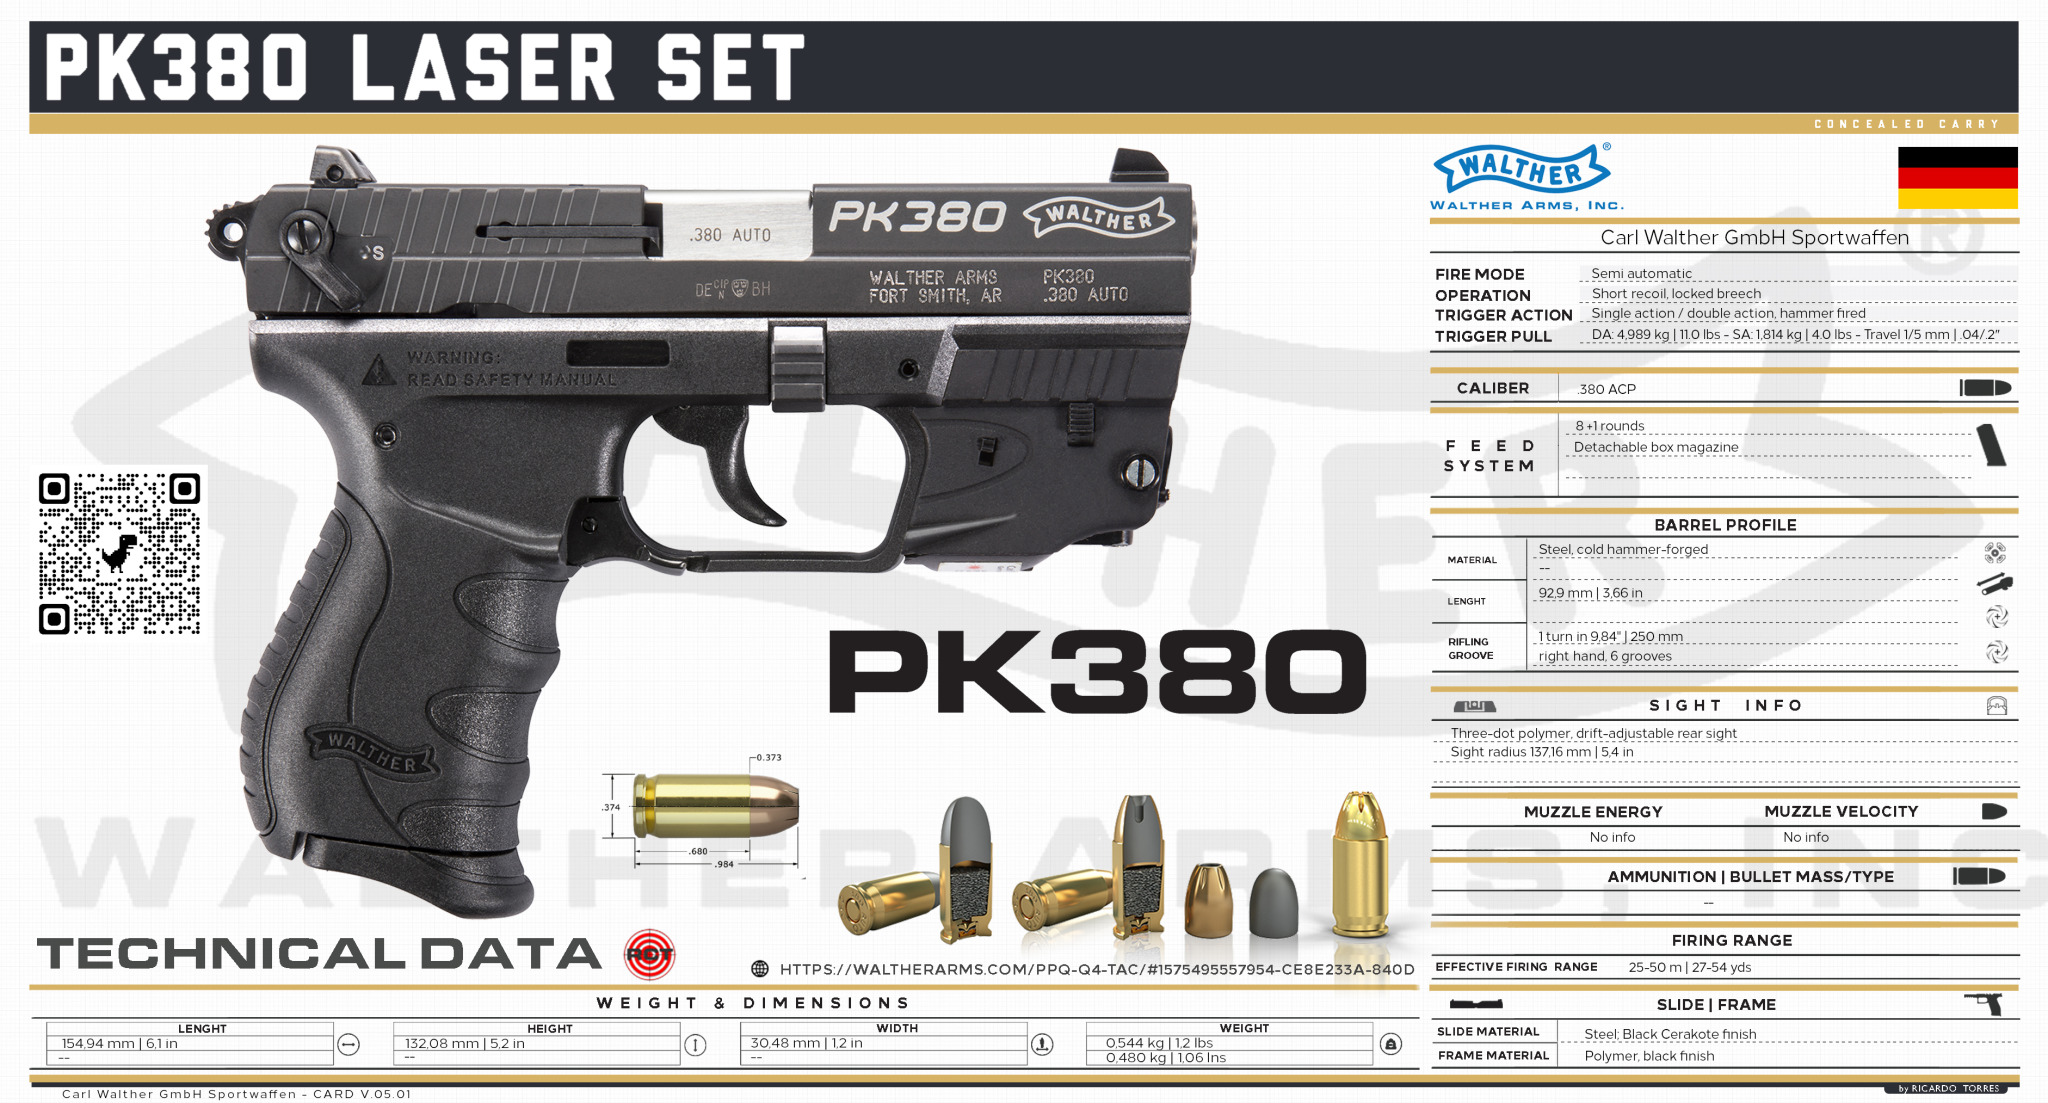 PK380 LASER SET
CONCEALED CARRY
WALTHER ®
WALTHER ARMS, INC.
Carl Walther GmbH Sportwaffen
FIRE MODE Semi automatic
OPERATION Short recoil, locked breech
TRIGGER ACTION Single action / double action, hammer fired
TRIGGER PULL DA: 4,989 kg | 11.0 lbs - SA: 1,814 kg | 4.0 lbs - Travel 1/5 mm | .04/.2"
CALIBER .380 ACP
FEED SYSTEM
8 +1 rounds
Detachable box magazine
BARREL PROFILE
MATERIAL Steel, cold hammer-forged
--
LENGHT 92,9 mm | 3,66 in
RIFLING GROOVE
1 turn in 9,84" | 250 mm
right hand, 6 grooves
SIGHT INFO
Three-dot polymer, drift-adjustable rear sight
Sight radius 137,16 mm | 5.4 in
MUZZLE ENERGY MUZZLE VELOCITY
No info No info
AMMUNITION | BULLET MASS/TYPE
--
FIRING RANGE
EFFECTIVE FIRING RANGE 25-50 m | 27-54 yds
SLIDE | FRAME
SLIDE MATERIAL Steel; Black Cerakote finish
FRAME MATERIAL Polymer, black finish
by RICARDO TORRES
.380 AUTO
PK380 WALTHER
S
DE CIP N BH
WALTHER ARMS PK380
FORT SMITH, AR .380 AUTO
WARNING:
READ SAFETY MANUAL
WALTHER
PK380
0.373
.374
.680
.984
WALTHER ARMS, INC
®
TECHNICAL DATA
RDT
HTTPS://WALTHERARMS.COM/PPQ-Q4-TAC/#1575495557954-CE8E233A-840D
WEIGHT & DIMENSIONS
LENGHT HEIGHT WIDTH WEIGHT
154,94 mm | 6,1 in 132,08 mm | 5,2 in 30,48 mm | 1,2 in 0,544 kg | 1,2 lbs
-- -- -- 0,480 kg | 1,06 lns
Carl Walther GmbH Sportwaffen - CARD V.05.01